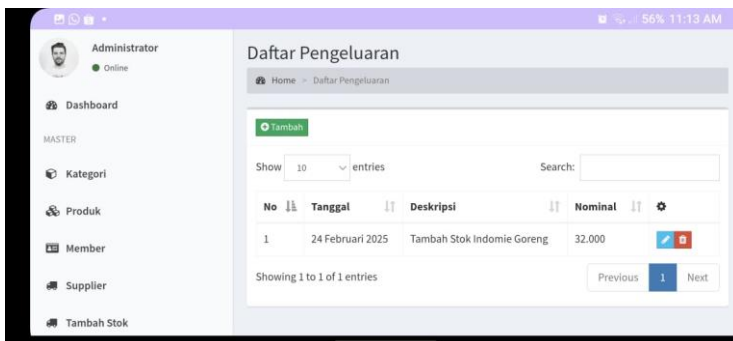 56% 11:13 AM
Administrator
Online
Dashboard
MASTER
Kategori
Produk
Member
Supplier
Tambah Stok
Daftar Pengeluaran
Home > Daftar Pengeluaran
Tambah
Show 10 entries Search:
No Tanggal Deskripsi Nominal
1 24 Februari 2025 Tambah Stok Indomie Goreng 32.000
Showing 1 to 1 of 1 entries Previous 1 Next